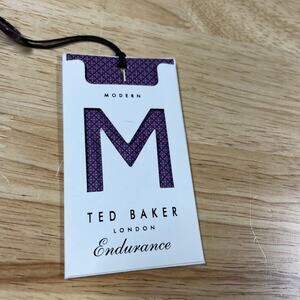 MODERN
M
TED BAKER
LONDON
Endurance